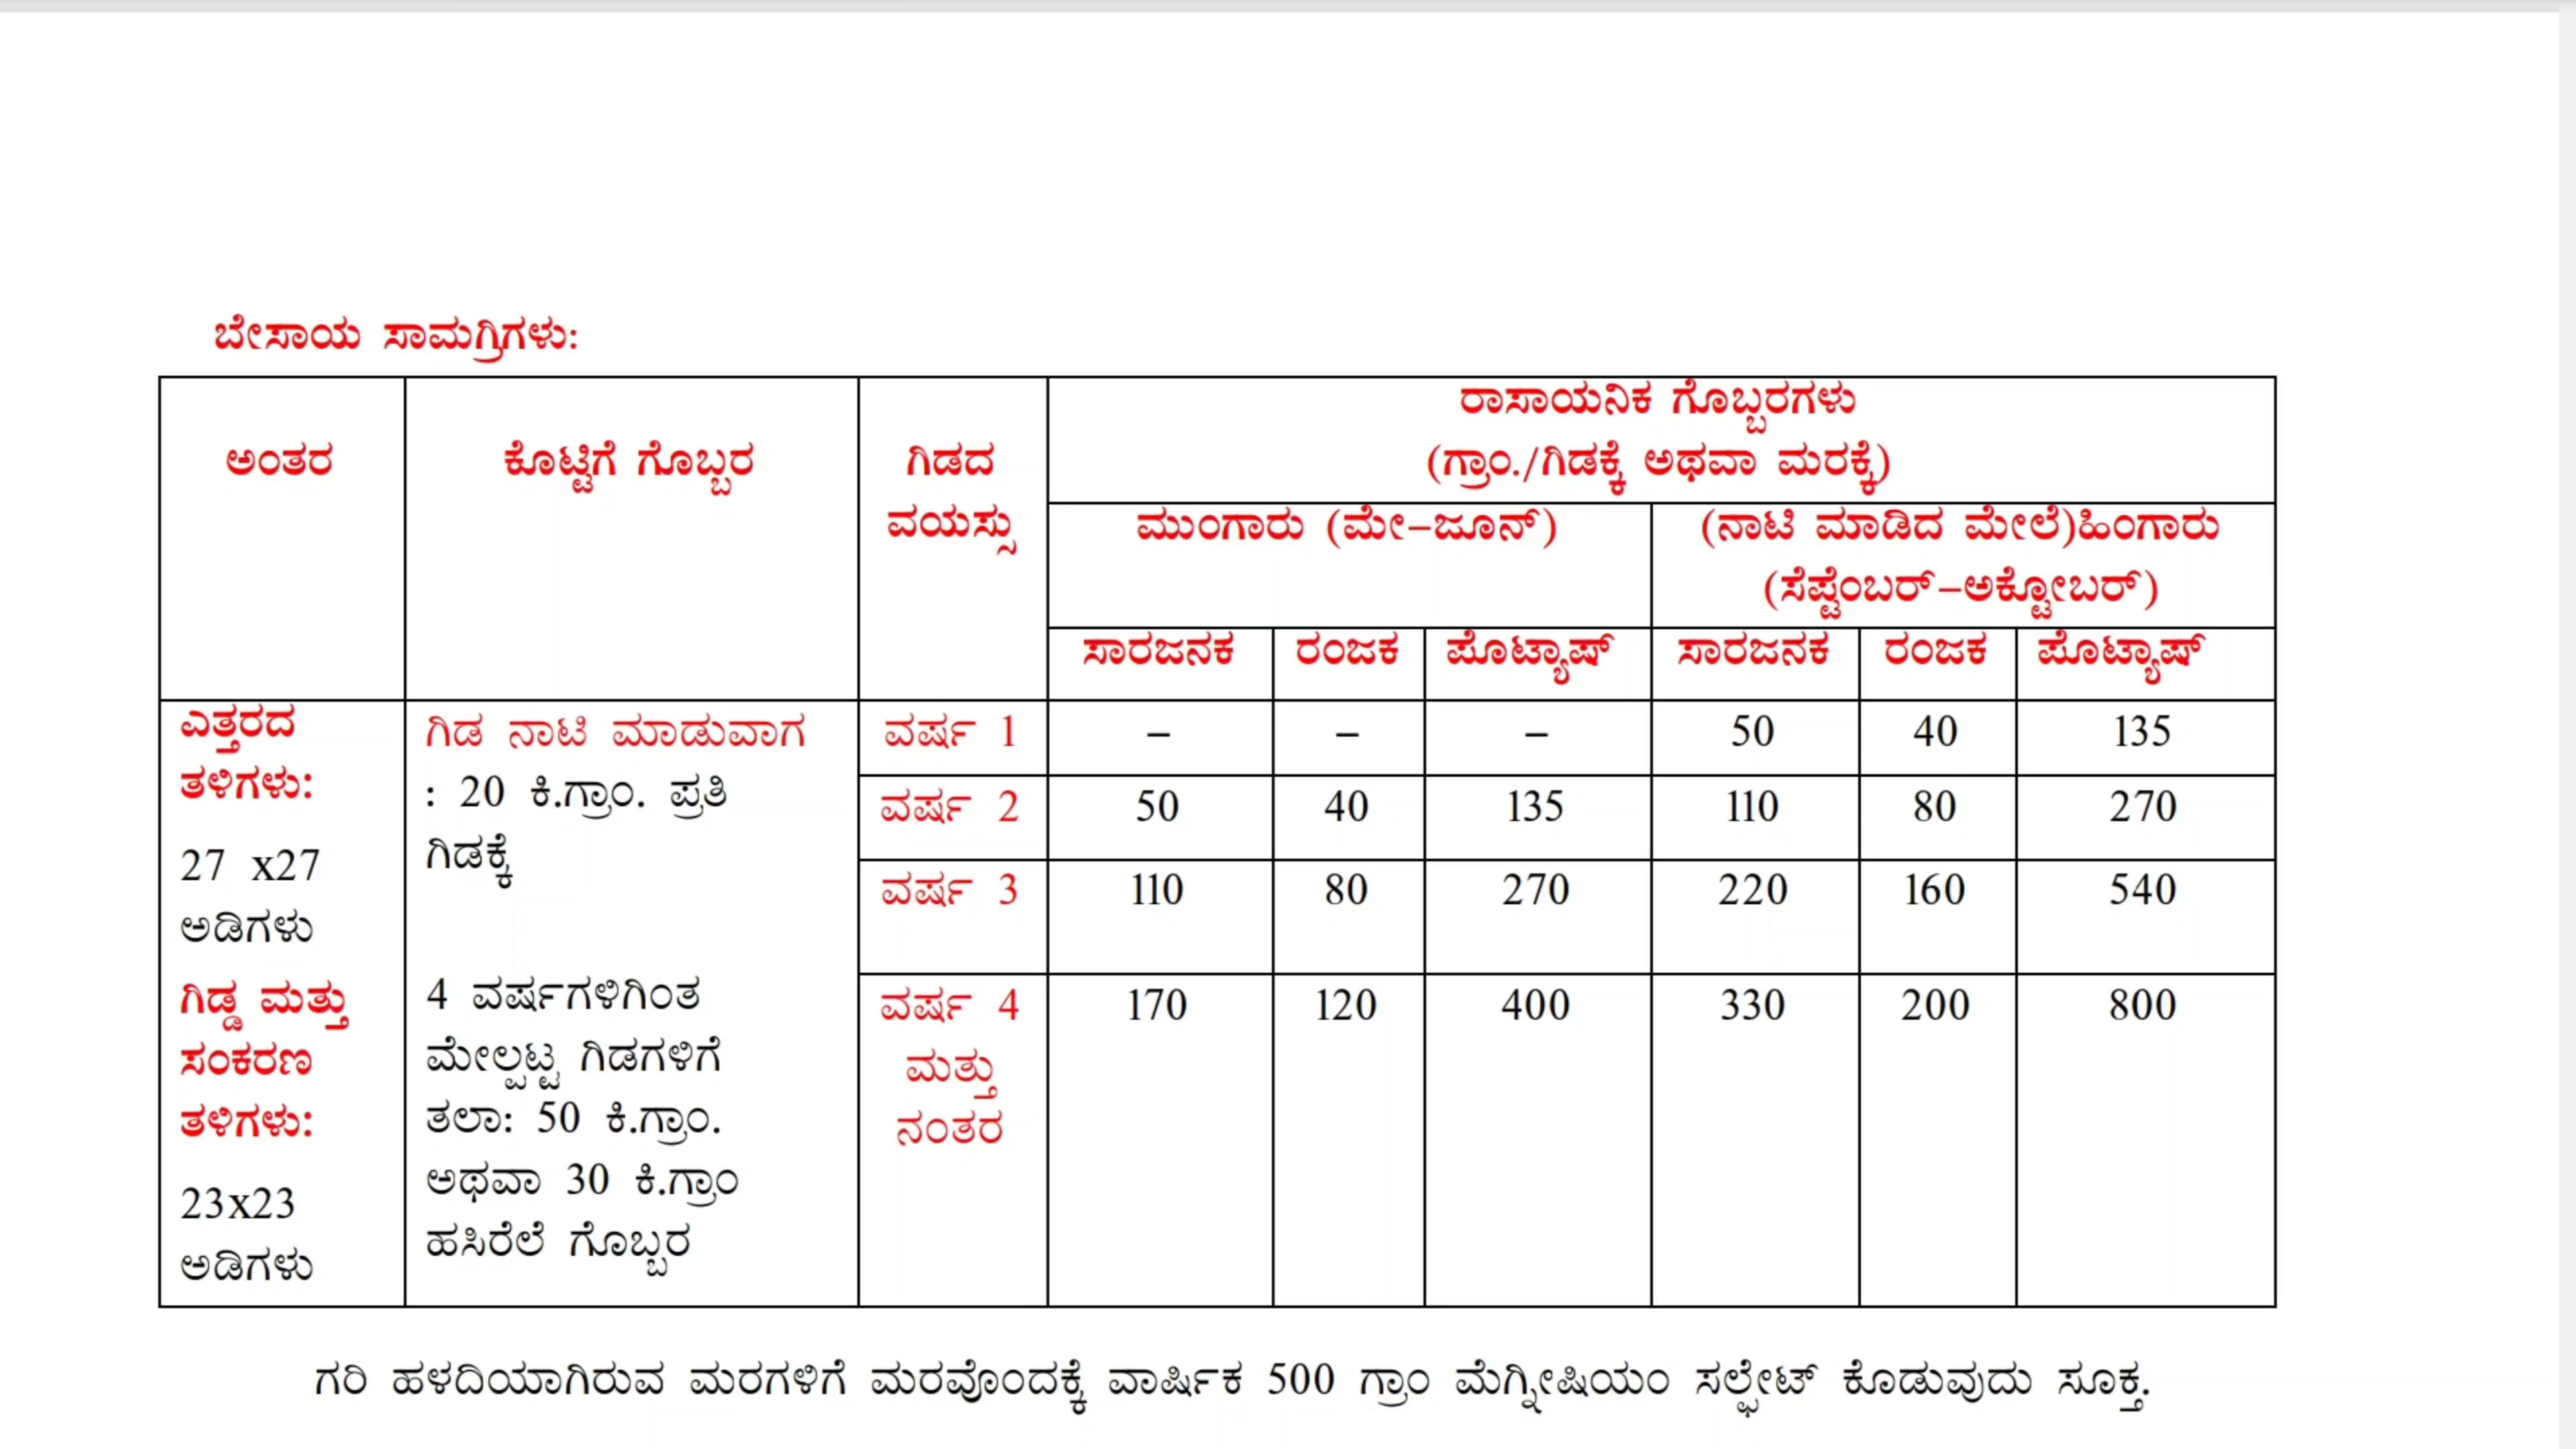 ಬೇಸಾಯ ಸಾಮಗ್ರಿಗಳು:
ಅಂತರ
ಕೊಟ್ಟಿಗೆ ಗೊಬ್ಬರ
ಗಿಡದ
ವಯಸ್ಸು
ರಾಸಾಯನಿಕ ಗೊಬ್ಬರಗಳು
(ಗ್ರಾಂ./ಗಿಡಕ್ಕೆ ಅಥವಾ ಮರಕ್ಕೆ)
ಮುಂಗಾರು (ಮೇ–ಜೂನ್)
(ನಾಟಿ ಮಾಡಿದ ಮೇಲೆ)ಹಿಂಗಾರು
(ಸೆಪ್ಟೆಂಬರ್–ಅಕ್ಟೋಬರ್)
ಸಾರಜನಕ ರಂಜಕ ಪೊಟ್ಯಾಷ್ ಸಾರಜನಕ ರಂಜಕ ಪೊಟ್ಯಾಷ್
ಎತ್ತರದ
ತಳಿಗಳು:
27 x27
ಅಡಿಗಳು
ಗಿಡ್ಡ ಮತ್ತು
ಸಂಕರಣ
ತಳಿಗಳು:
23x23
ಅಡಿಗಳು
ಗಿಡ ನಾಟಿ ಮಾಡುವಾಗ
: 20 ಕಿ.ಗ್ರಾಂ. ಪ್ರತಿ
ಗಿಡಕ್ಕೆ
4 ವರ್ಷಗಳಿಗಿಂತ
ಮೇಲ್ಪಟ್ಟ ಗಿಡಗಳಿಗೆ
ತಲಾ: 50 ಕಿ.ಗ್ರಾಂ.
ಅಥವಾ 30 ಕಿ.ಗ್ರಾಂ
ಹಸಿರೆಲೆ ಗೊಬ್ಬರ
ವರ್ಷ 1 – – – 50 40 135
ವರ್ಷ 2 50 40 135 110 80 270
ವರ್ಷ 3 110 80 270 220 160 540
ವರ್ಷ 4 170 120 400 330 200 800
ಮತ್ತು
ನಂತರ
ಗರಿ ಹಳದಿಯಾಗಿರುವ ಮರಗಳಿಗೆ ಮರವೊಂದಕ್ಕೆ ವಾರ್ಷಿಕ 500 ಗ್ರಾಂ ಮೆಗ್ನೀಷಿಯಂ ಸಲ್ಫೇಟ್ ಕೊಡುವುದು ಸೂಕ್ತ.